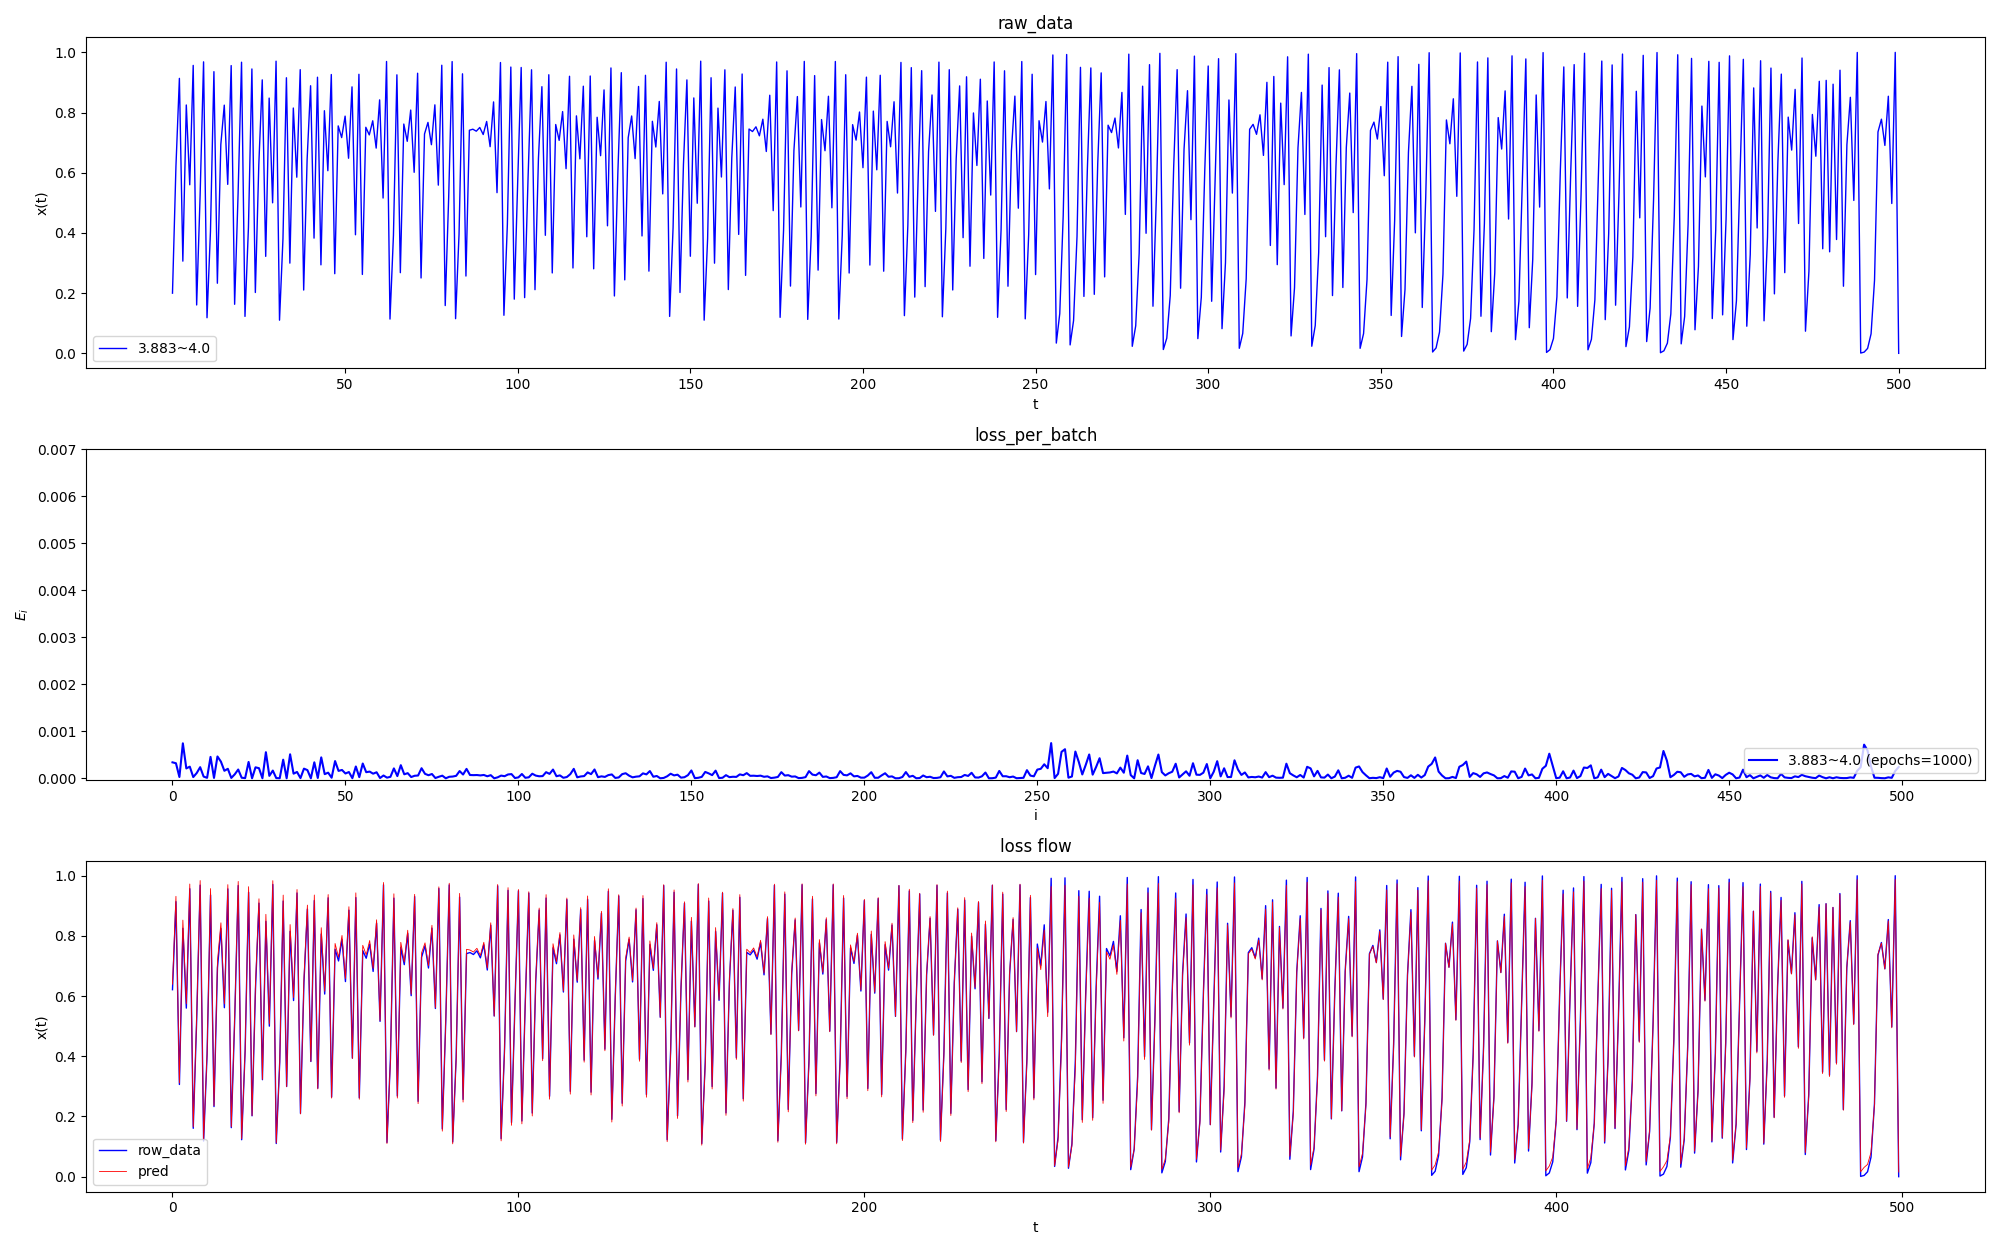 raw_data
1.0
0.8
0.6
0.4
0.2
0.0
x(t)
3.883~4.0
50 100 150 200 250 300 350 400 450 500
t
loss_per_batch
0.007
0.006
0.005
0.004
0.003
0.002
0.001
0.000
E_i
3.883~4.0 (epochs=1000)
0 50 100 150 200 250 300 350 400 450 500
i
loss flow
1.0
0.8
0.6
0.4
0.2
0.0
x(t)
row_data
pred
0 100 200 300 400 500
t